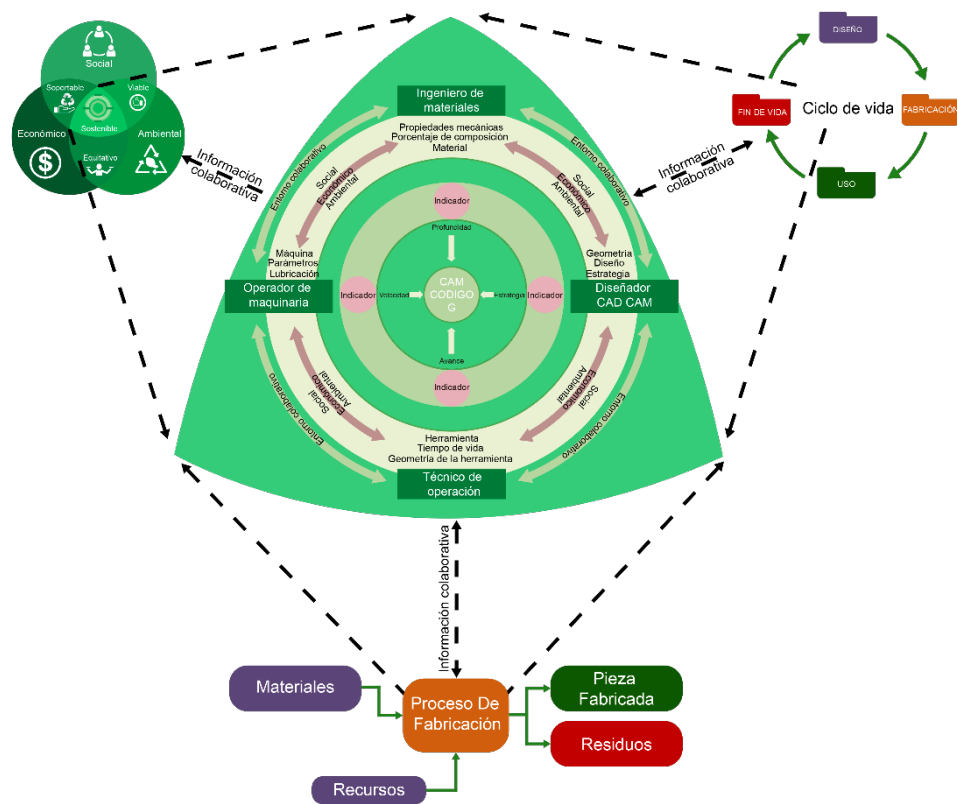 Social
Soportable
Viable
Económico
Sostenible
Ambiental
Equitativo
Información
colaborativa
Ingeniero de
materiales
Propiedades mecánicas
Porcentaje de composición
Material
Entorno colaborativo
Social
Económico
Ambiental
Entorno colaborativo
Social
Económico
Ambiental
Información
colaborativa
DISEÑO
FIN DE VIDA
Ciclo de vida
FABRICACIÓN
USO
Indicador
Profundidad
Máquina
Parámetros
Lubricación
Operador de
maquinaria
Indicador
Velocidad
CAM
CODIGO
G
Estrategia
Indicador
Geometría
Diseño
Estrategia
Diseñador
CAD CAM
Avance
Indicador
Entorno colaborativo
Social
Económico
Ambiental
Ambiental
Económico
Social
Entorno colaborativo
Herramienta
Tiempo de vida
Geometría de la herramienta
Técnico de
operación
Información colaborativa
Materiales
Proceso De
Fabricación
Pieza
Fabricada
Residuos
Recursos